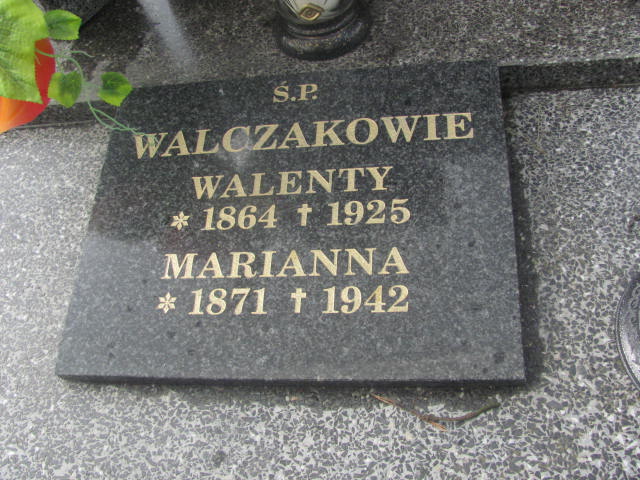 Ś.P.
WALCZAKOWIE
WALENTY
* 1864 † 1925
MARIANNA
* 1871 † 1942